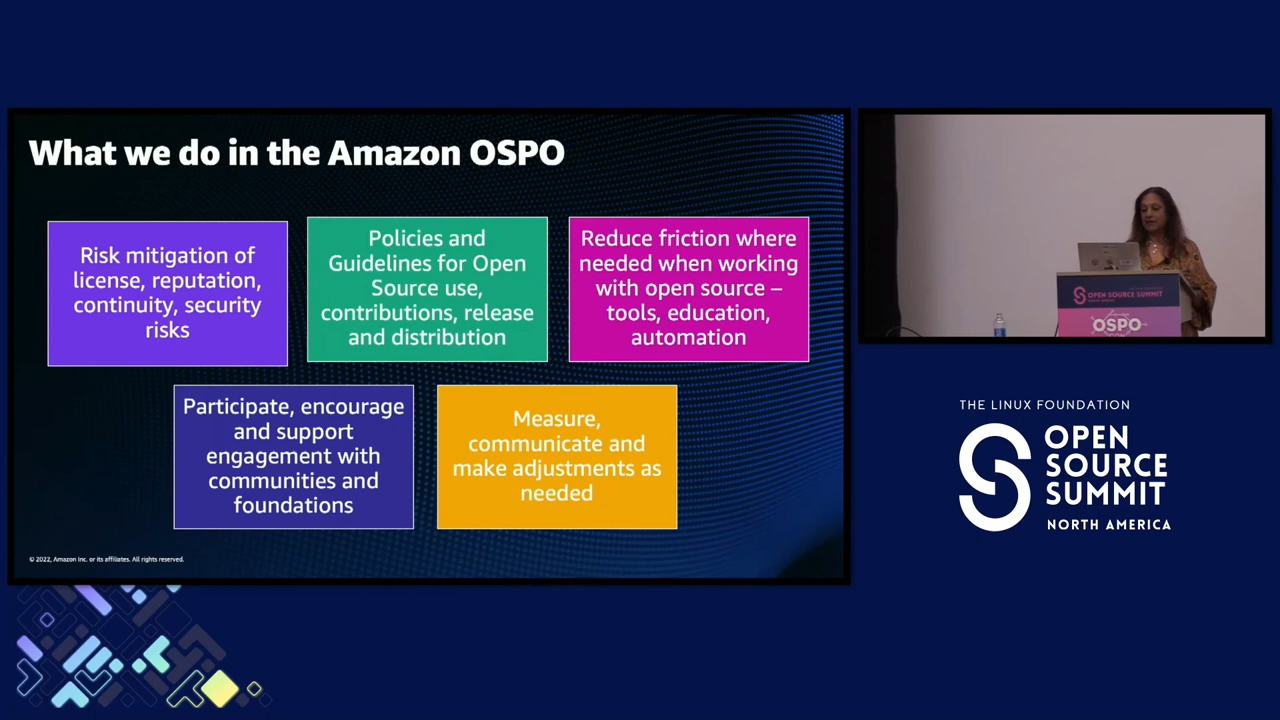 What we do in the Amazon OSPO
Risk mitigation of
license, reputation,
continuity, security
risks
Policies and
Guidelines for Open
Source use,
contributions, release
and distribution
Reduce friction where
needed when working
with open source –
tools, education,
automation
Participate, encourage
and support
engagement with
communities and
foundations
Measure,
communicate and
make adjustments as
needed
© 2022, Amazon Inc. or its affiliates. All rights reserved.
OPEN SOURCE SUMMIT
OSPO
THE LINUX FOUNDATION
OPEN
SOURCE
SUMMIT
NORTH AMERICA